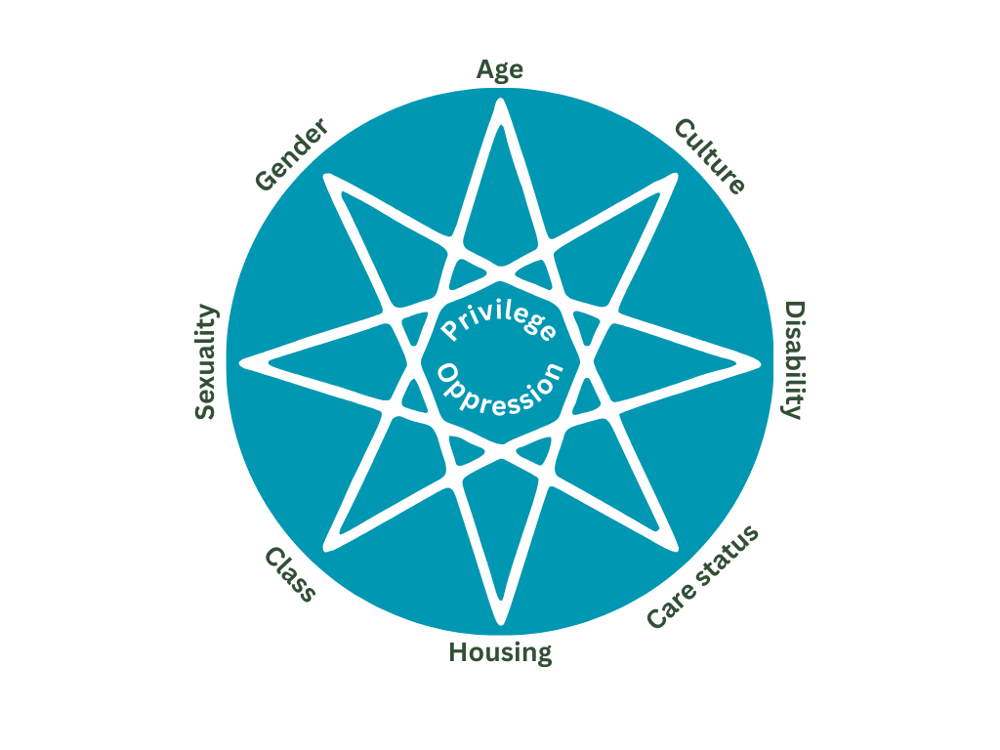 Age
Culture
Disability
Care status
Housing
Class
Sexuality
Gender
Privilege
Oppression